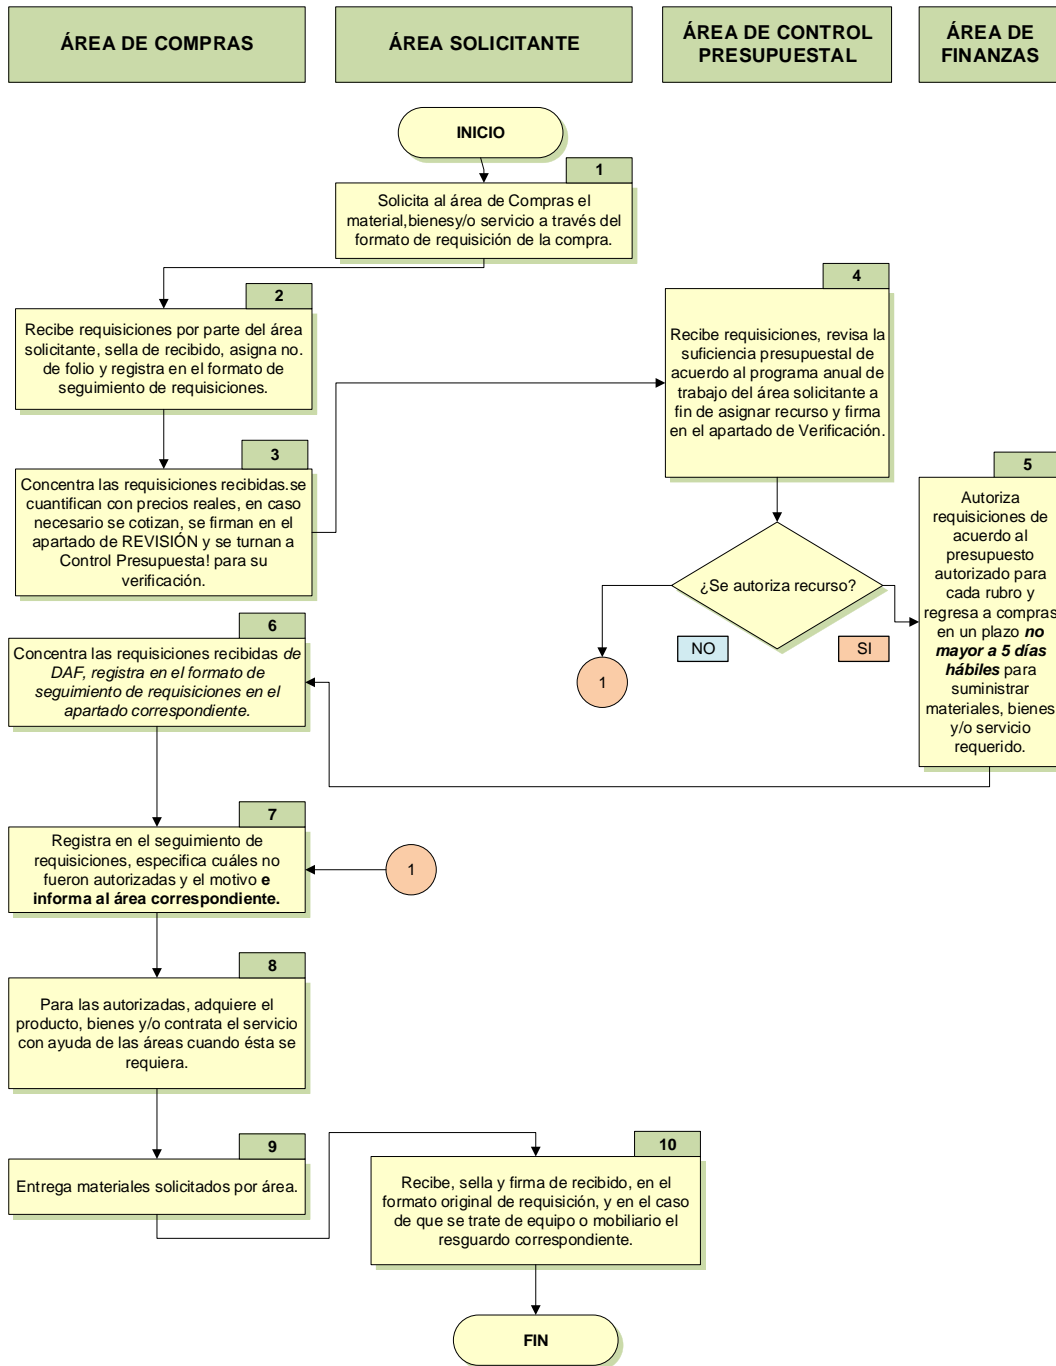 ÁREA DE COMPRAS
ÁREA SOLICITANTE
ÁREA DE CONTROL
PRESUPUESTAL
ÁREA DE
FINANZAS
INICIO
1
Solicita al área de Compras el
material,bienesy/o servicio a través del
formato de requisición de la compra.
2
Recibe requisiciones por parte del área
solicitante, sella de recibido, asigna no.
de folio y registra en el formato de
seguimiento de requisiciones.
3
Concentra las requisiciones recibidas.se
cuantifican con precios reales, en caso
necesario se cotizan, se firman en el
apartado de REVISIÓN y se turnan a
Control Presupuesta! para su
verificación.
4
Recibe requisiciones, revisa la
suficiencia presupuestal de
acuerdo al programa anual de
trabajo del área solicitante a
fin de asignar recurso y firma
en el apartado de Verificación.
¿Se autoriza recurso?
NO
SI
1
5
Autoriza
requisiciones de
acuerdo al
presupuesto
autorizado para
cada rubro y
regresa a compras
en un plazo no
mayor a 5 días
hábiles para
suministrar
materiales, bienes
y/o servicio
requerido.
6
Concentra las requisiciones recibidas de
DAF, registra en el formato de
seguimiento de requisiciones en el
apartado correspondiente.
7
Registra en el seguimiento de
requisiciones, especifica cuáles no
fueron autorizadas y el motivo e
informa al área correspondiente.
1
8
Para las autorizadas, adquiere el
producto, bienes y/o contrata el servicio
con ayuda de las áreas cuando ésta se
requiera.
9
Entrega materiales solicitados por área.
10
Recibe, sella y firma de recibido, en el
formato original de requisición, y en el caso
de que se trate de equipo o mobiliario el
resguardo correspondiente.
FIN